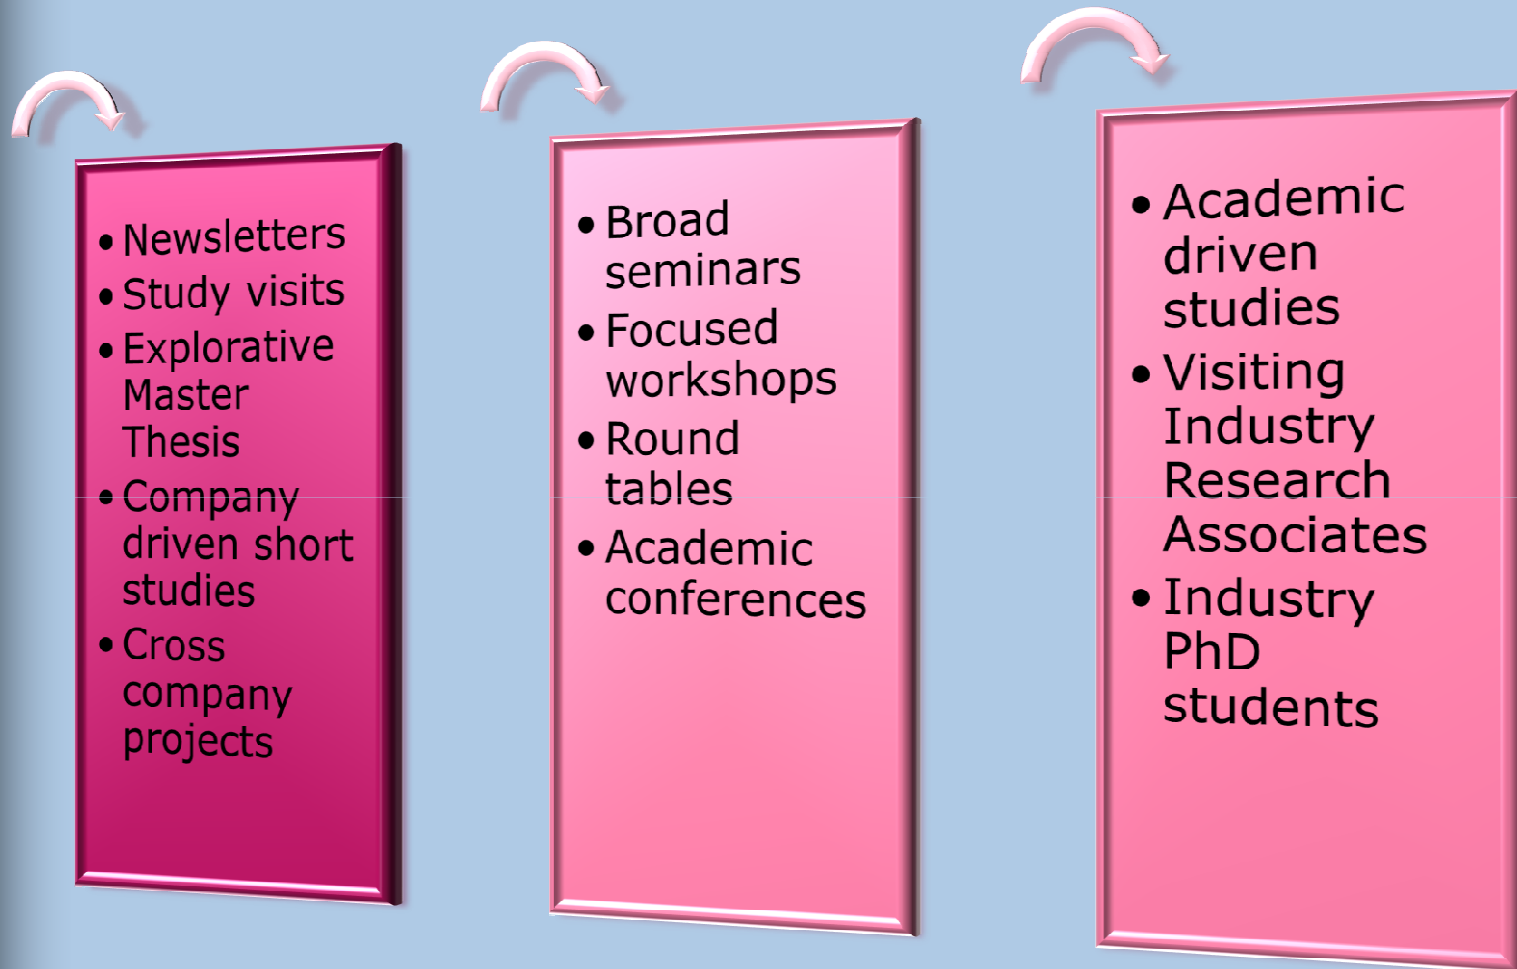 • Newsletters
• Study visits
• Explorative
Master
Thesis
• Company
driven short
studies
• Cross
company
projects
• Broad
seminars
• Focused
workshops
• Round
tables
• Academic
conferences
• Academic
driven
studies
• Visiting
Industry
Research
Associates
• Industry
PhD
students